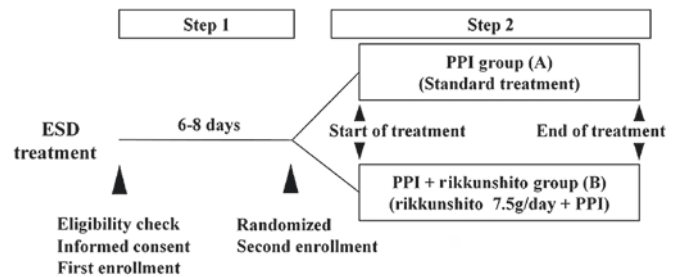 Step 1
Step 2
PPI group (A)
(Standard treatment)
ESD
treatment
6-8 days
Start of treatment
End of treatment
PPI + rikkunshito group (B)
(rikkunshito 7.5g/day + PPI)
Eligibility check
Informed consent
First enrollment
Randomized
Second enrollment